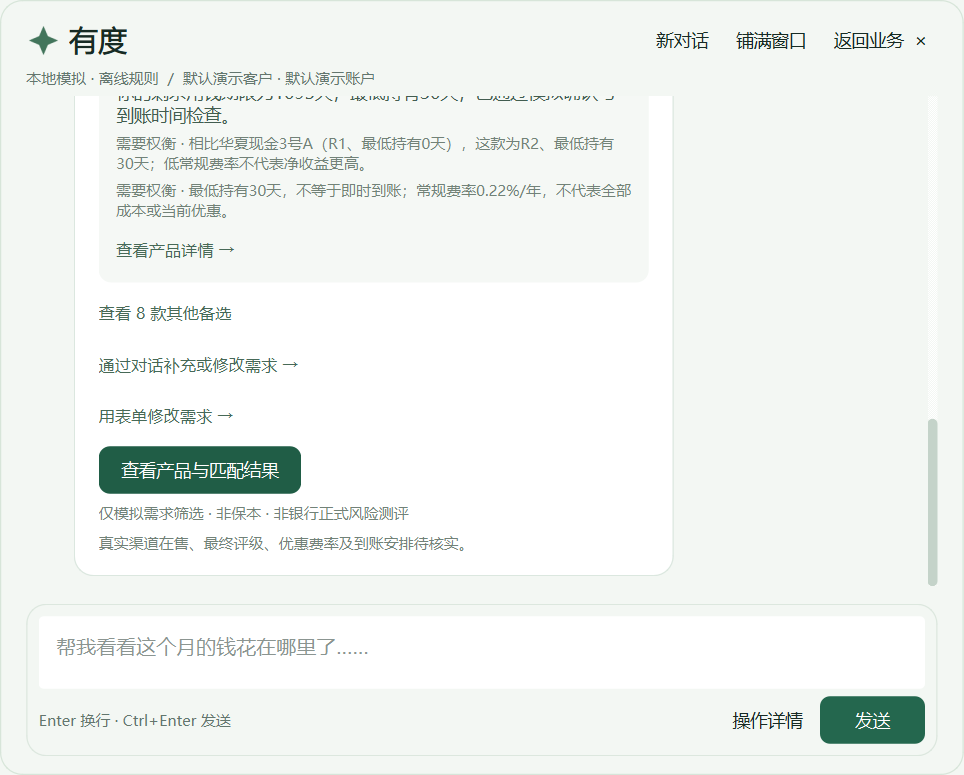 有度
新对话
铺满窗口
返回业务 ×
本地模拟 · 离线规则 / 默认演示客户 · 默认演示账户
到账时间检查。
需要权衡 · 相比华夏现金3号A（R1、最低持有0天），这款为R2、最低持有
30天；低常规费率不代表净收益更高。
需要权衡 · 最低持有30天，不等于即时到账；常规费率0.22%/年，不代表全部
成本或当前优惠。
查看产品详情 →
查看 8 款其他备选
通过对话补充或修改需求 →
用表单修改需求 →
查看产品与匹配结果
仅模拟需求筛选 · 非保本 · 非银行正式风险测评
真实渠道在售、最终评级、优惠费率及到账安排待核实。
帮我看看这个月的钱花在哪里了......
Enter 换行 · Ctrl+Enter 发送
操作详情
发送